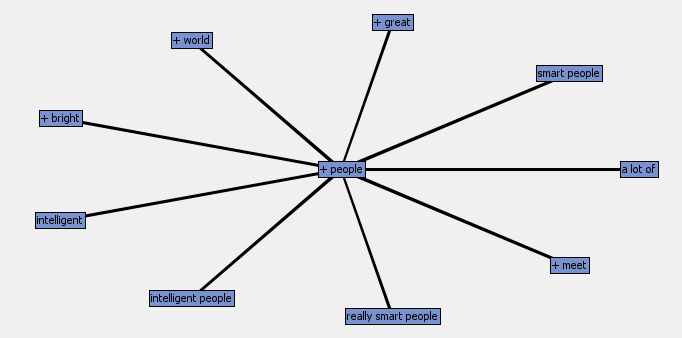 + great
+ world
smart people
+ bright
+ people
a lot of
intelligent
+ meet
intelligent people
really smart people